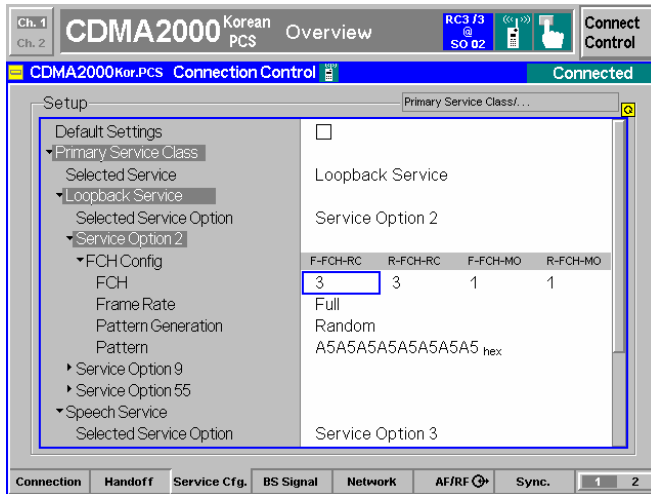 Ch. 1
Ch. 2
CDMA2000 Korean PCS Overview
RC3 /3
@
SO 02
Connect Control
CDMA2000Kor.PCS Connection Control Connected
Setup Primary Service Class/...
Default Settings
Primary Service Class
Selected Service Loopback Service
Loopback Service
Selected Service Option Service Option 2
Service Option 2
FCH Config F-FCH-RC R-FCH-RC F-FCH-MO R-FCH-MO
FCH 3 3 1 1
Frame Rate Full
Pattern Generation Random
Pattern A5A5A5A5A5A5A5A5 hex
Service Option 9
Service Option 55
Speech Service
Selected Service Option Service Option 3
Connection Handoff Service Cfg. BS Signal Network AF/RF Sync. 1 2